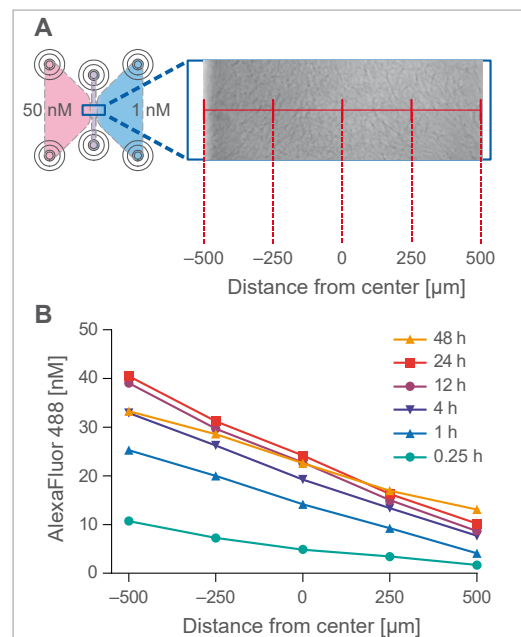 A
50 nM
1 nM
–500 –250 0 250 500
Distance from center [µm]
B
AlexaFluor 488 [nM]
50
40
30
20
10
0
48 h
24 h
12 h
4 h
1 h
0.25 h
–500 –250 0 250 500
Distance from center [µm]